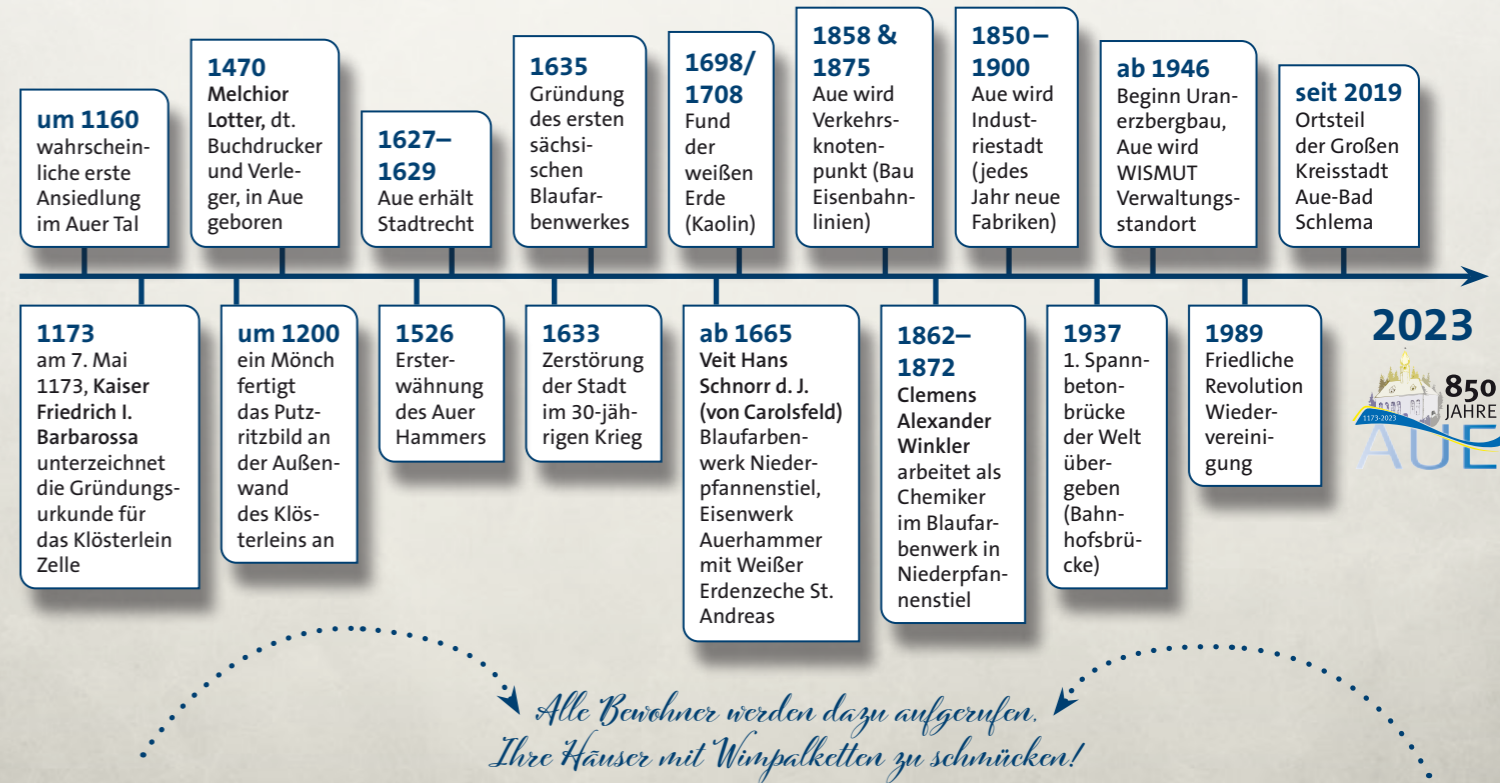 um 1160
wahrschein-
liche erste
Ansiedlung
im Auer Tal
1470
Melchior
Lotter, dt.
Buchdrucker
und Verle-
ger, in Aue
geboren
1627–
1629
Aue erhält
Stadtrecht
1635
Gründung
des ersten
sächsi-
schen
Blaufar-
benwerkes
1698/
1708
Fund
der
weißen
Erde
(Kaolin)
1858 &
1875
Aue wird
Verkehrs-
knoten-
punkt (Bau
Eisenbahn-
linien)
1850–
1900
Aue wird
Indust-
riestadt
(jedes
Jahr neue
Fabriken)
ab 1946
Beginn Uran-
erzbergbau,
Aue wird
WISMUT
Verwaltungs-
standort
seit 2019
Ortsteil
der Großen
Kreisstadt
Aue-Bad
Schlema
1173
am 7. Mai
1173, Kaiser
Friedrich I.
Barbarossa
unterzeichnet
die Gründungs-
urkunde für
das Klösterlein
Zelle
um 1200
ein Mönch
fertigt
das Putz-
ritzbild an
der Außen-
wand
des Klös-
terleins an
1526
Erster-
wähnung
des Auer
Hammers
1633
Zerstörung
der Stadt
im 30-jäh-
rigen Krieg
ab 1665
Veit Hans
Schnorr d. J.
(von Carolsfeld)
Blaufarben-
werk Nieder-
pfannenstiel,
Eisenwerk
Auerhammer
mit Weißer
Erdenzeche St.
Andreas
1862–
1872
Clemens
Alexander
Winkler
arbeitet als
Chemiker
im Blaufar-
benwerk in
Niederpfan-
nenstiel
1937
1. Spann-
beton-
brücke
der Welt
über-
geben
(Bahn-
hofsbrü-
cke)
1989
Friedliche
Revolution
Wieder-
vereini-
gung
2023
850
JAHRE
1173-2023
AUE
Alle Bewohner werden dazu aufgerufen,
Ihre Häuser mit Wimpalketten zu schmücken!